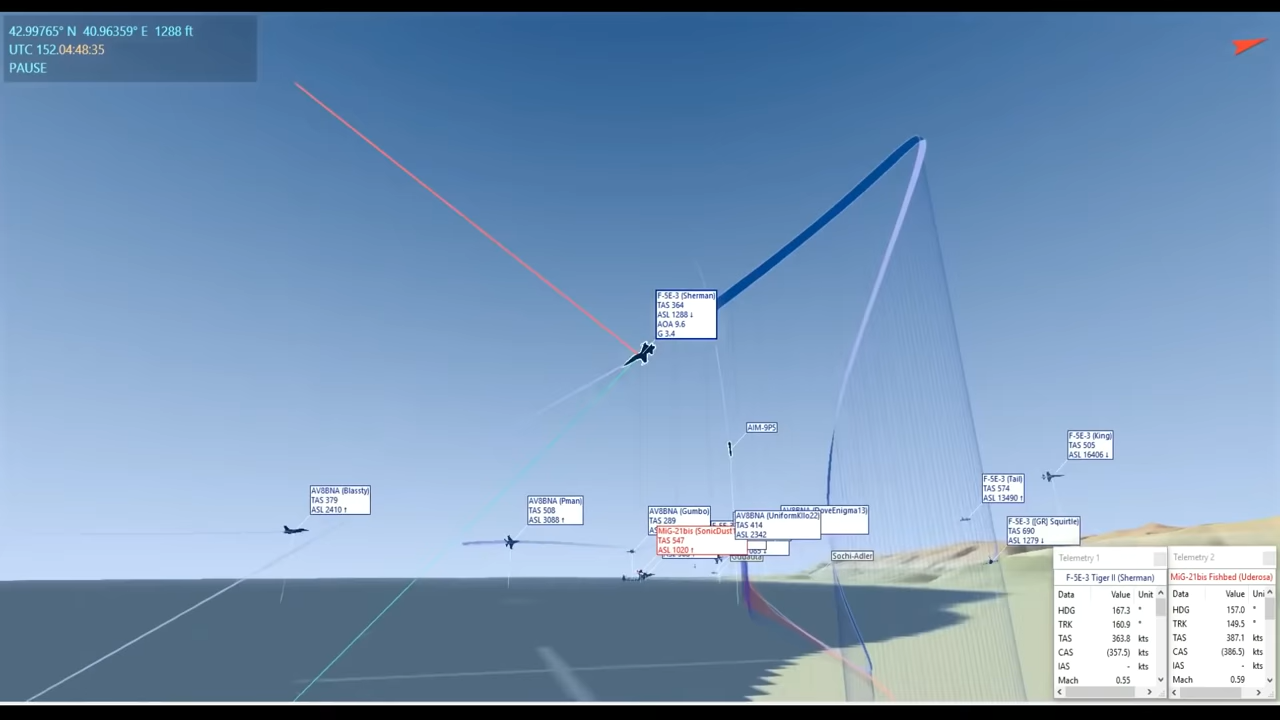 42.99765° N 40.96359° E 1288 ft
UTC 152.04:48:35
PAUSE
F-5E-3 (Sherman)
TAS 364
ASL 1288 ↓
AOA 9.6
G 3.4
AIM-9P5
F-5E-3 (King)
TAS 505
ASL 16406 ↓
AV8BNA (Blassty)
TAS 379
ASL 2410 ↑
AV8BNA (Pman)
TAS 508
ASL 3088 ↑
F-5E-3 (Tail)
TAS 574
ASL 13490 ↑
AV8BNA (Gumbo)
TAS 289
MiG-21bis (SonicDust
TAS 547
ASL 1020 ↑
AV8BNA (UniformKilo22)
TAS 414
ASL 2342
AV8BNA (DoveEnigma13)
F-5E-3 ([GR] Squirtle)
TAS 690
ASL 1279 ↓
Gudauta
Sochi-Adler
Telemetry 1
F-5E-3 Tiger II (Sherman)
Data Value Unit
HDG 167.3 °
TRK 160.9 °
TAS 363.8 kts
CAS (357.5) kts
IAS - kts
Mach 0.55
Telemetry 2
MiG-21bis Fishbed (Uderosa)
Data Value Uni
HDG 157.0 °
TRK 149.5 °
TAS 387.1 kts
CAS (386.5) kts
IAS - kts
Mach 0.59